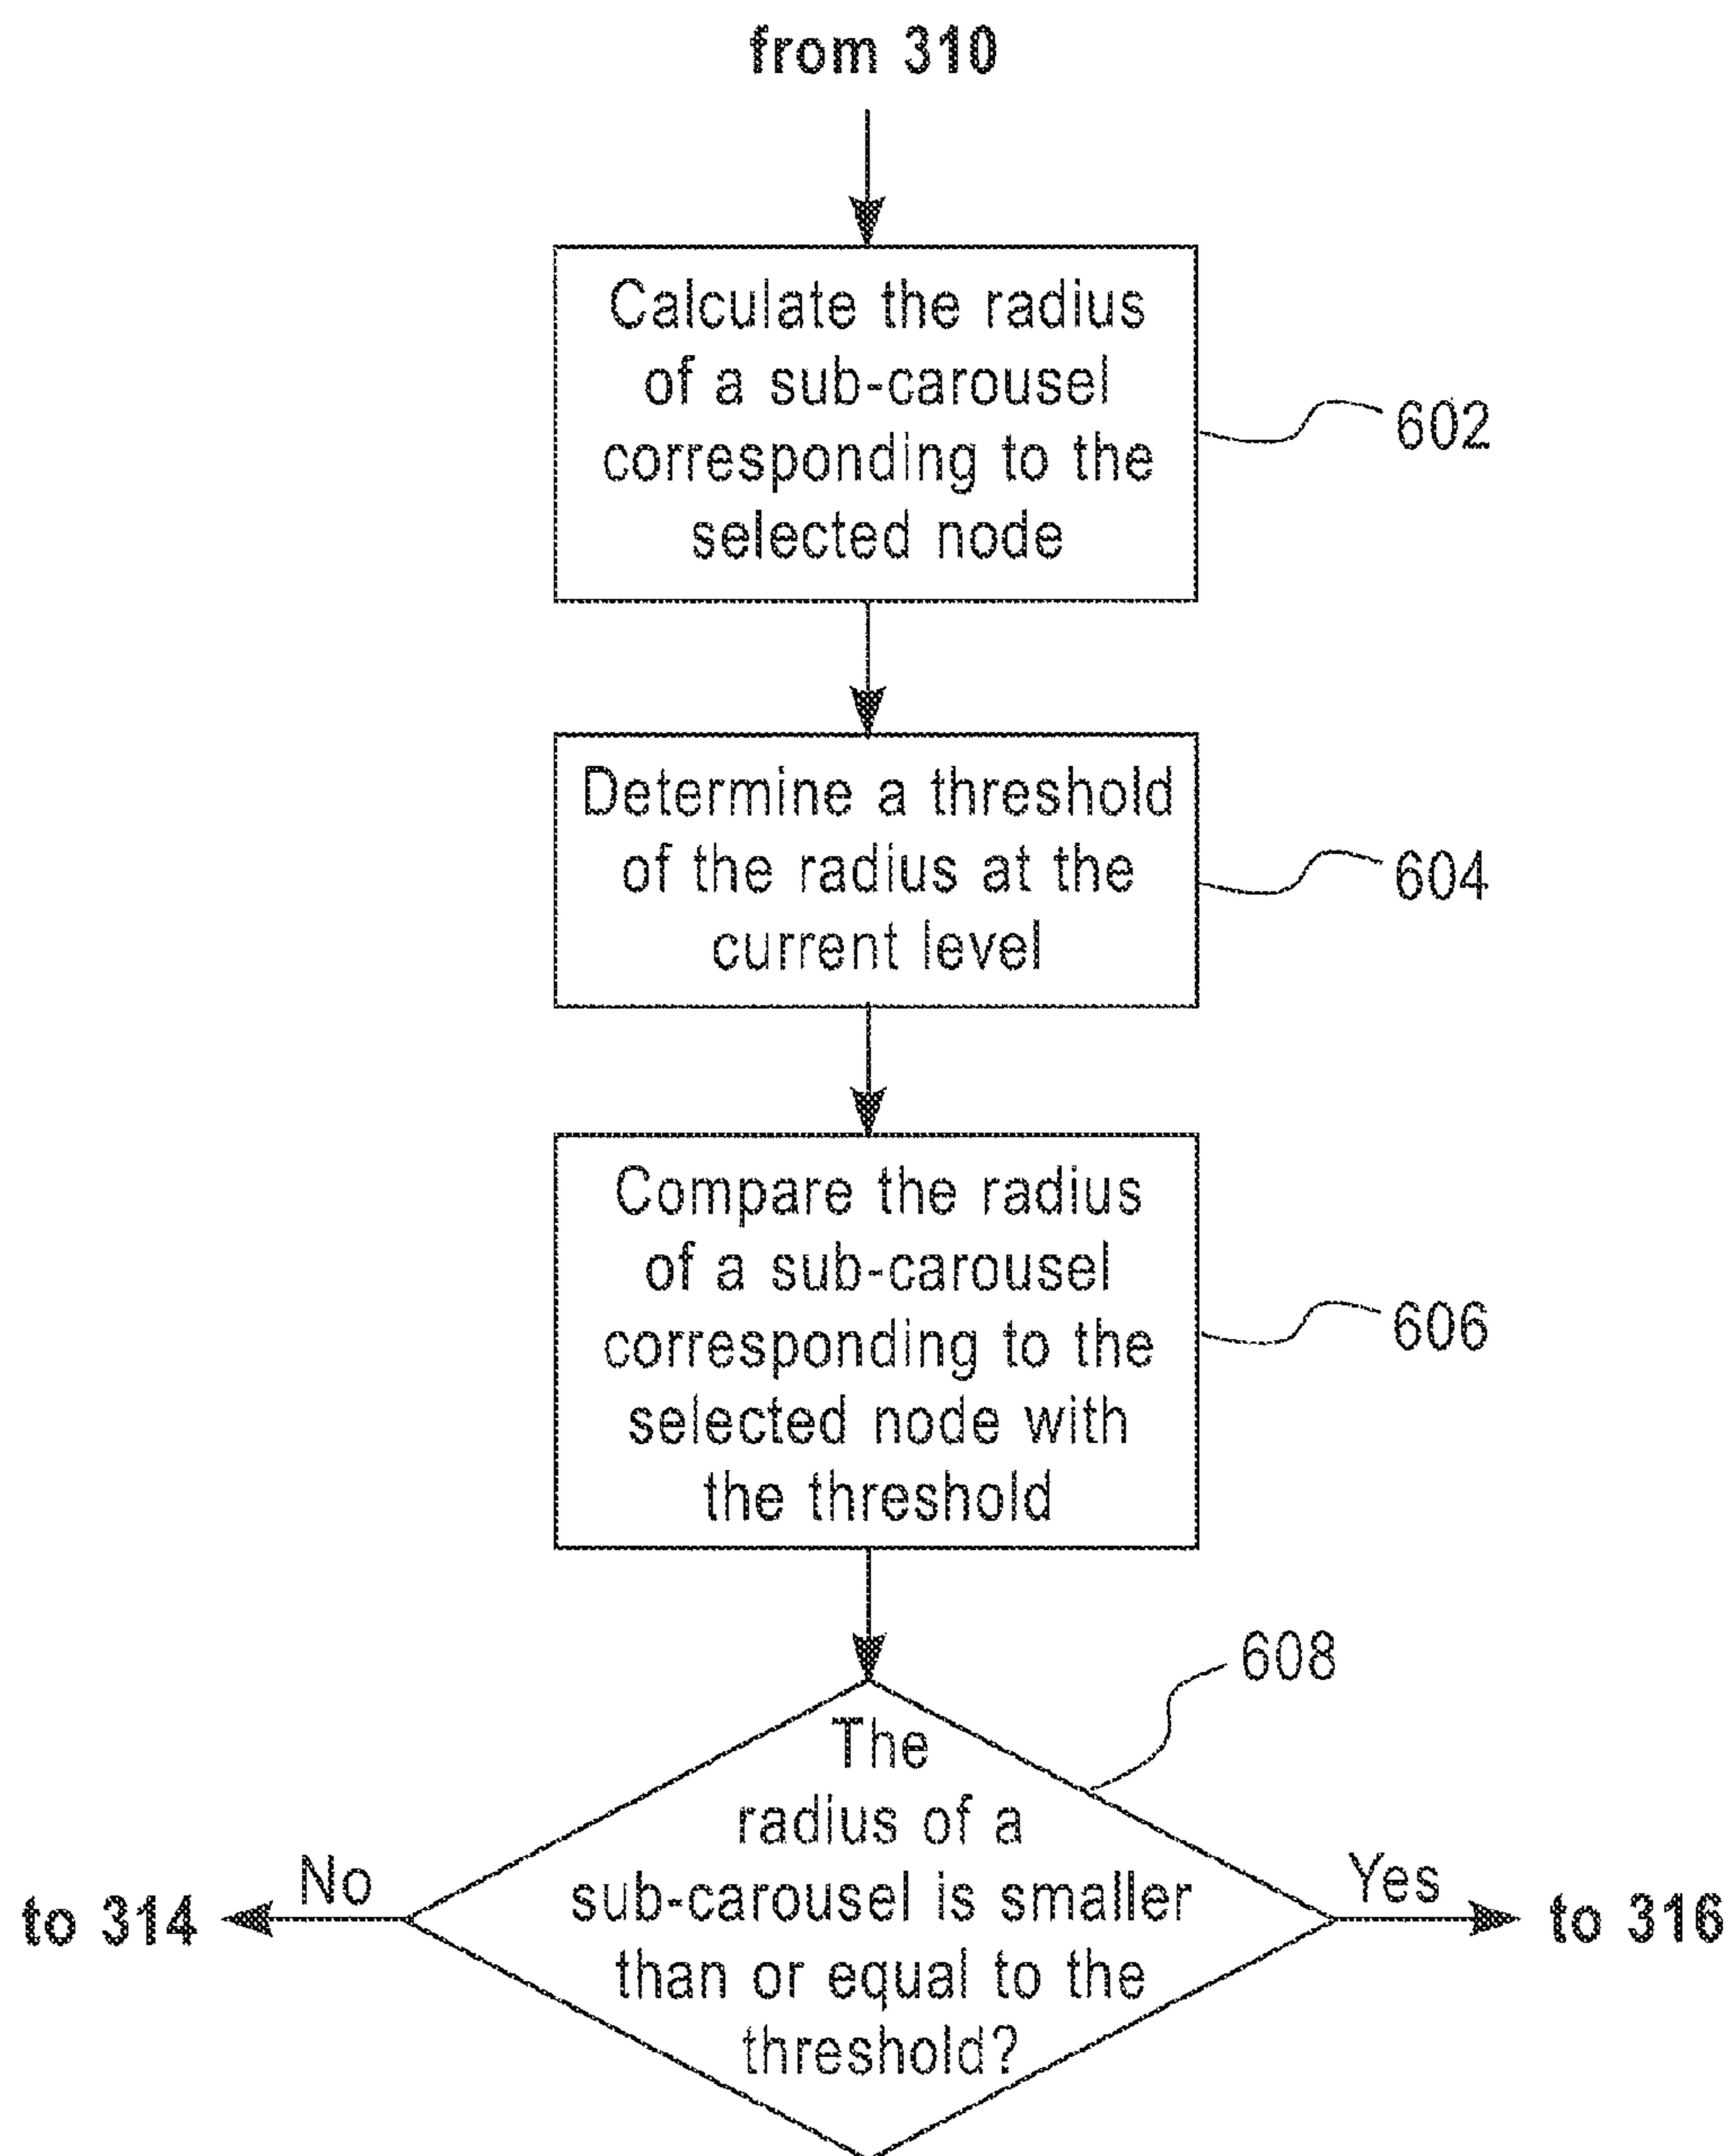 from 310
Calculate the radius
of a sub-carousel
corresponding to the
selected node
602
Determine a threshold
of the radius at the
current level
604
Compare the radius
of a sub-carousel
corresponding to the
selected node with
the threshold
606
608
The
radius of a
sub-carousel is smaller
than or equal to the
threshold?
No
to 314
Yes
to 316